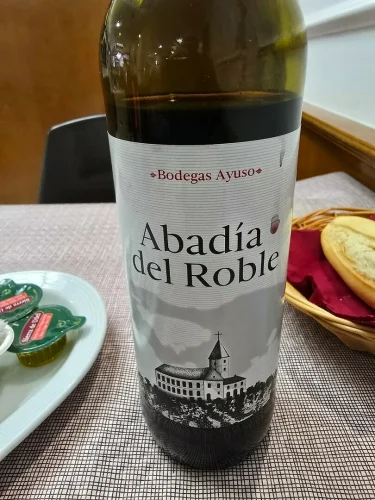 Bodegas Ayuso
Abadía
del Roble